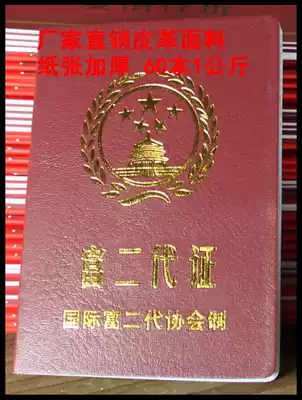 厂家直销皮革面料
纸张加厚 60本1公斤
富二代证
国际富二代协会制